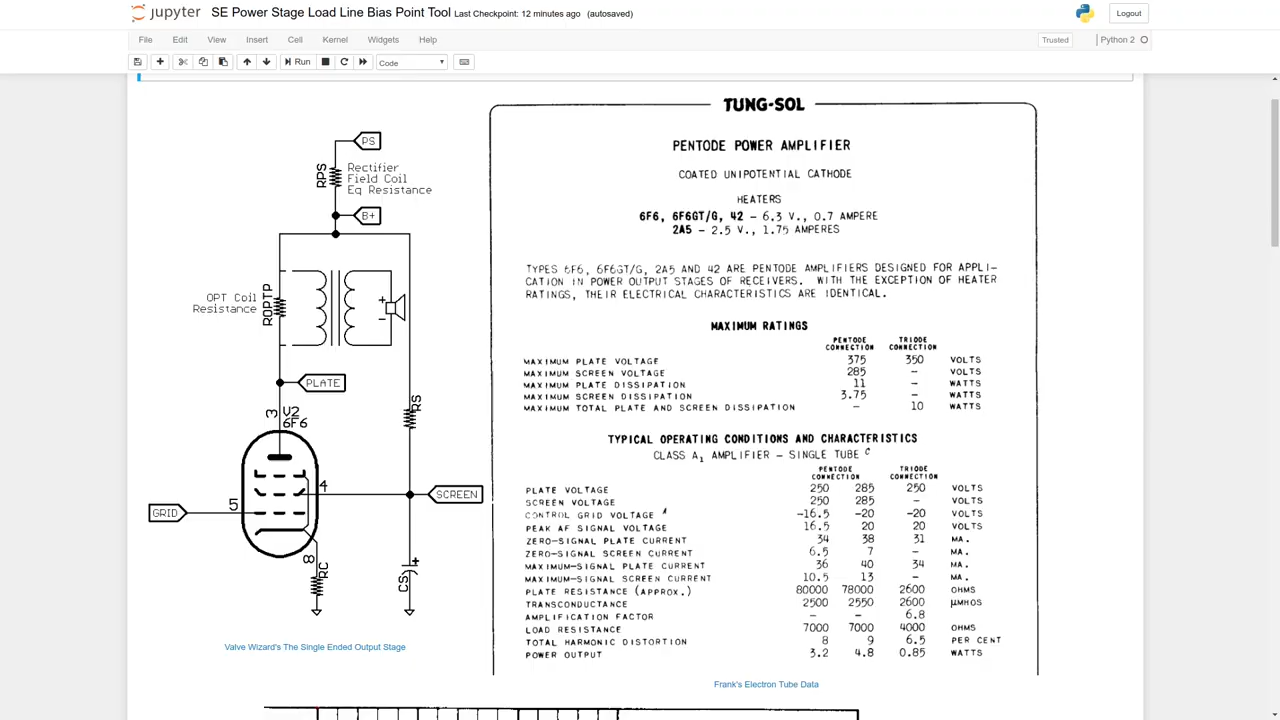 jupyter SE Power Stage Load Line Bias Point Tool Last Checkpoint: 12 minutes ago (autosaved)
Logout
File Edit View Insert Cell Kernel Widgets Help
Trusted
Python 2
Run
Code
PS
RPS
Rectifier
Field Coil
Eq Resistance
B+
OPT Coil
Resistance
ROPTP
+
-
PLATE
3
V2
6F6
RS
4
SCREEN
GRID
5
8
RC
CS
+
Valve Wizard's The Single Ended Output Stage
TUNG-SOL
PENTODE POWER AMPLIFIER
COATED UNIPOTENTIAL CATHODE
HEATERS
6F6, 6F6GT/G, 42 – 6.3 V., 0.7 AMPERE
2A5 – 2.5 V., 1.75 AMPERES
TYPES 6F6, 6F6GT/G, 2A5 AND 42 ARE PENTODE AMPLIFIERS DESIGNED FOR APPLI-
CATION IN POWER OUTPUT STAGES OF RECEIVERS. WITH THE EXCEPTION OF HEATER
RATINGS, THEIR ELECTRICAL CHARACTERISTICS ARE IDENTICAL.
MAXIMUM RATINGS
PENTODE TRIODE
CONNECTION CONNECTION
MAXIMUM PLATE VOLTAGE 375 350 VOLTS
MAXIMUM SCREEN VOLTAGE 285 – VOLTS
MAXIMUM PLATE DISSIPATION 11 – WATTS
MAXIMUM SCREEN DISSIPATION 3.75 – WATTS
MAXIMUM TOTAL PLATE AND SCREEN DISSIPATION – 10 WATTS
TYPICAL OPERATING CONDITIONS AND CHARACTERISTICS
CLASS A1 AMPLIFIER – SINGLE TUBE C
PENTODE TRIODE
CONNECTION CONNECTION
PLATE VOLTAGE 250 285 250 VOLTS
SCREEN VOLTAGE 250 285 – VOLTS
CONTROL GRID VOLTAGE A -16.5 -20 -20 VOLTS
PEAK AF SIGNAL VOLTAGE 16.5 20 20 VOLTS
ZERO-SIGNAL PLATE CURRENT 34 38 31 MA.
ZERO-SIGNAL SCREEN CURRENT 6.5 7 – MA.
MAXIMUM-SIGNAL PLATE CURRENT 36 40 34 MA.
MAXIMUM-SIGNAL SCREEN CURRENT 10.5 13 – MA.
PLATE RESISTANCE (APPROX.) 80000 78000 2600 OHMS
TRANSCONDUCTANCE 2500 2550 2600 µMHOS
AMPLIFICATION FACTOR – – 6.8
LOAD RESISTANCE 7000 7000 4000 OHMS
TOTAL HARMONIC DISTORTION 8 9 6.5 PER CENT
POWER OUTPUT 3.2 4.8 0.85 WATTS
Frank's Electron Tube Data